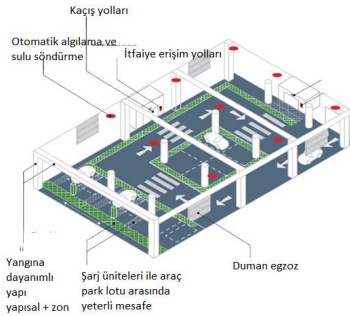 Kaçış yolları
Otomatik algılama ve
sulu söndürme
İtfaiye erişim yolları
Yangına
dayanımlı
yapı
yapısal + zon
Şarj üniteleri ile araç
park lotu arasında
yeterli mesafe
Duman egzoz